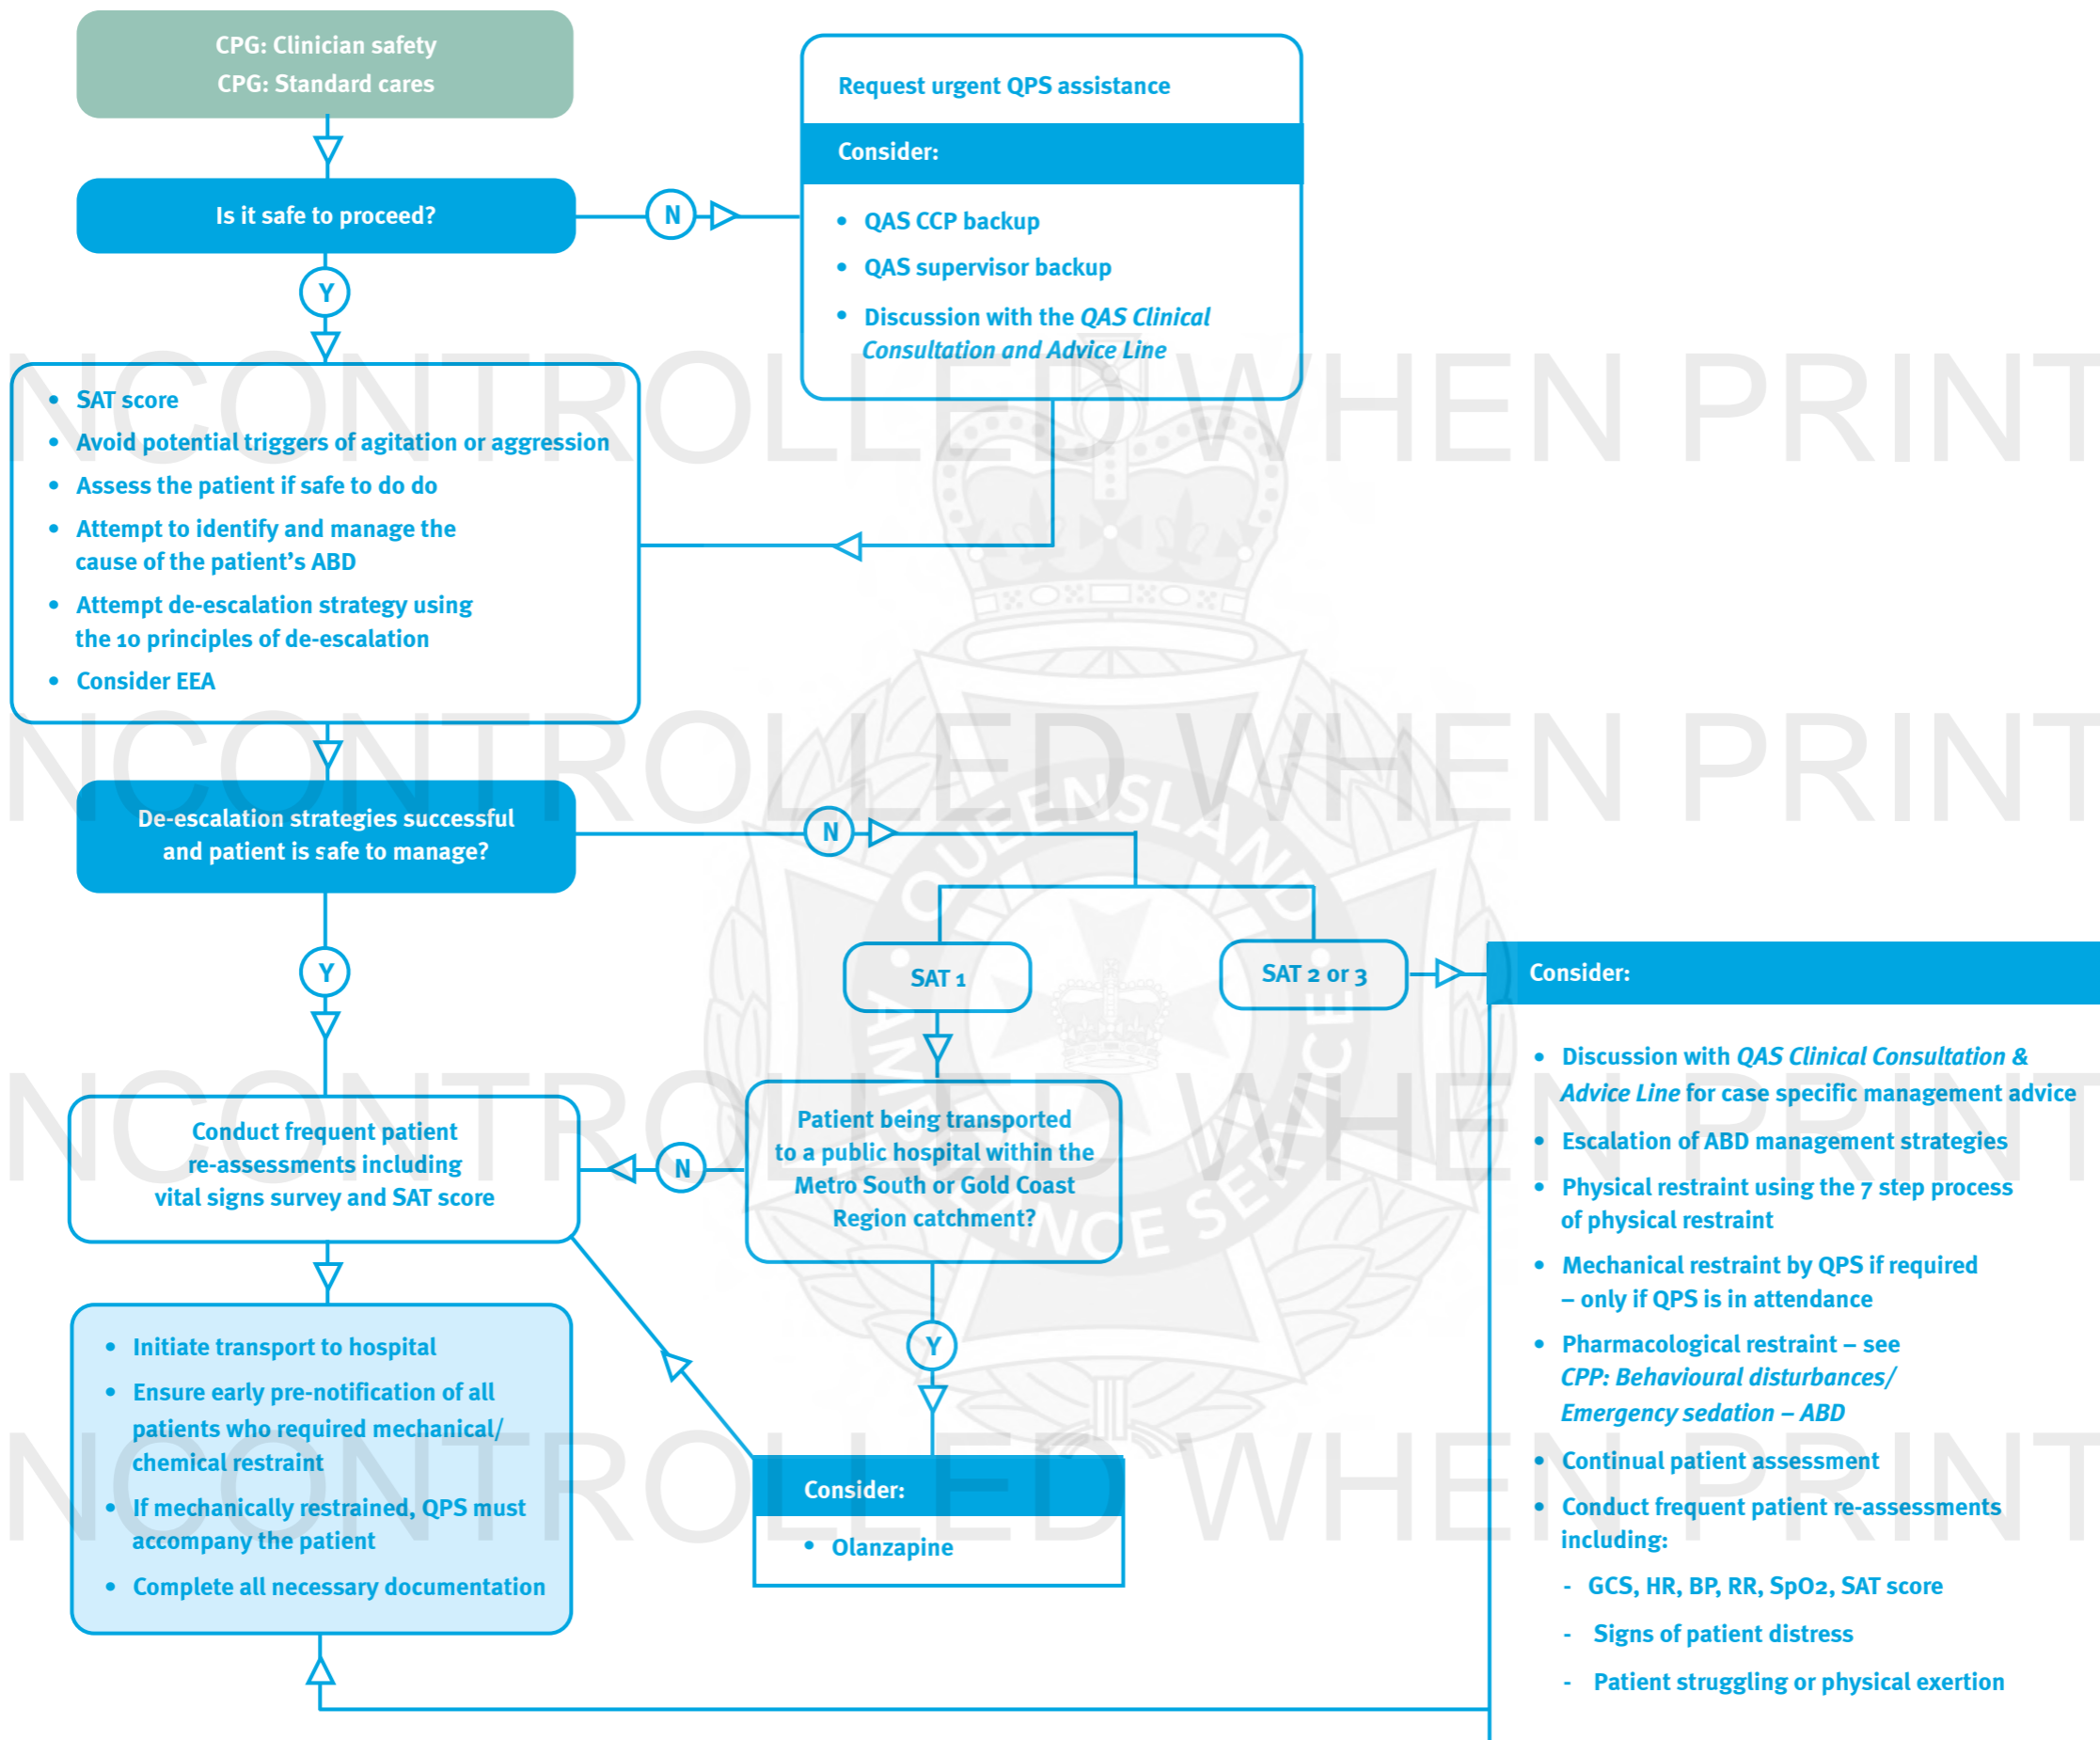 CPG: Clinician safety
CPG: Standard cares
Is it safe to proceed?
N
Request urgent QPS assistance
Consider:
• QAS CCP backup
• QAS supervisor backup
• Discussion with the QAS Clinical
Consultation and Advice Line
Y
• SAT score
• Avoid potential triggers of agitation or aggression
• Assess the patient if safe to do do
• Attempt to identify and manage the
cause of the patient's ABD
• Attempt de-escalation strategy using
the 10 principles of de-escalation
• Consider EEA
De-escalation strategies successful
and patient is safe to manage?
N
SAT 1
SAT 2 or 3
Y
Conduct frequent patient
re-assessments including
vital signs survey and SAT score
N
Patient being transported
to a public hospital within the
Metro South or Gold Coast
Region catchment?
Y
Consider:
• Olanzapine
• Initiate transport to hospital
• Ensure early pre-notification of all
patients who required mechanical/
chemical restraint
• If mechanically restrained, QPS must
accompany the patient
• Complete all necessary documentation
Consider:
• Discussion with QAS Clinical Consultation &
Advice Line for case specific management advice
• Escalation of ABD management strategies
• Physical restraint using the 7 step process
of physical restraint
• Mechanical restraint by QPS if required
– only if QPS is in attendance
• Pharmacological restraint – see
CPP: Behavioural disturbances/
Emergency sedation – ABD
• Continual patient assessment
• Conduct frequent patient re-assessments
including:
- GCS, HR, BP, RR, SpO2, SAT score
- Signs of patient distress
- Patient struggling or physical exertion
NCONTROLLED WHEN PRINT
NCONTROLLED WHEN PRINT
NCONTROLLED WHEN PRINT
NCONTROLLED WHEN PRINT
QUEENSLAND
AMBULANCE SERVICE